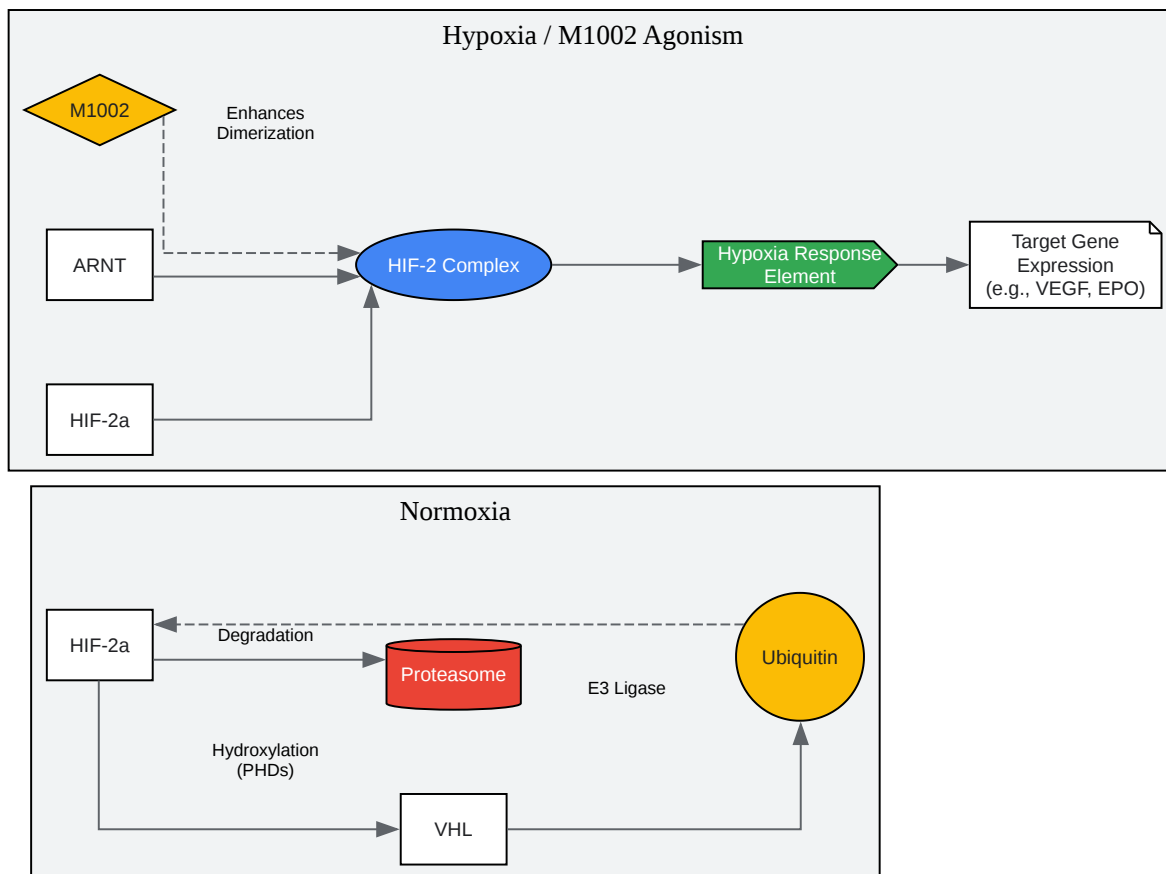 Hypoxia / M1002 Agonism
M1002
Enhances
Dimerization
ARNT
HIF-2 Complex
Hypoxia Response
Element
Target Gene
Expression
(e.g., VEGF, EPO)
HIF-2a
Normoxia
HIF-2a
Degradation
Proteasome
Ubiquitin
E3 Ligase
Hydroxylation
(PHDs)
VHL